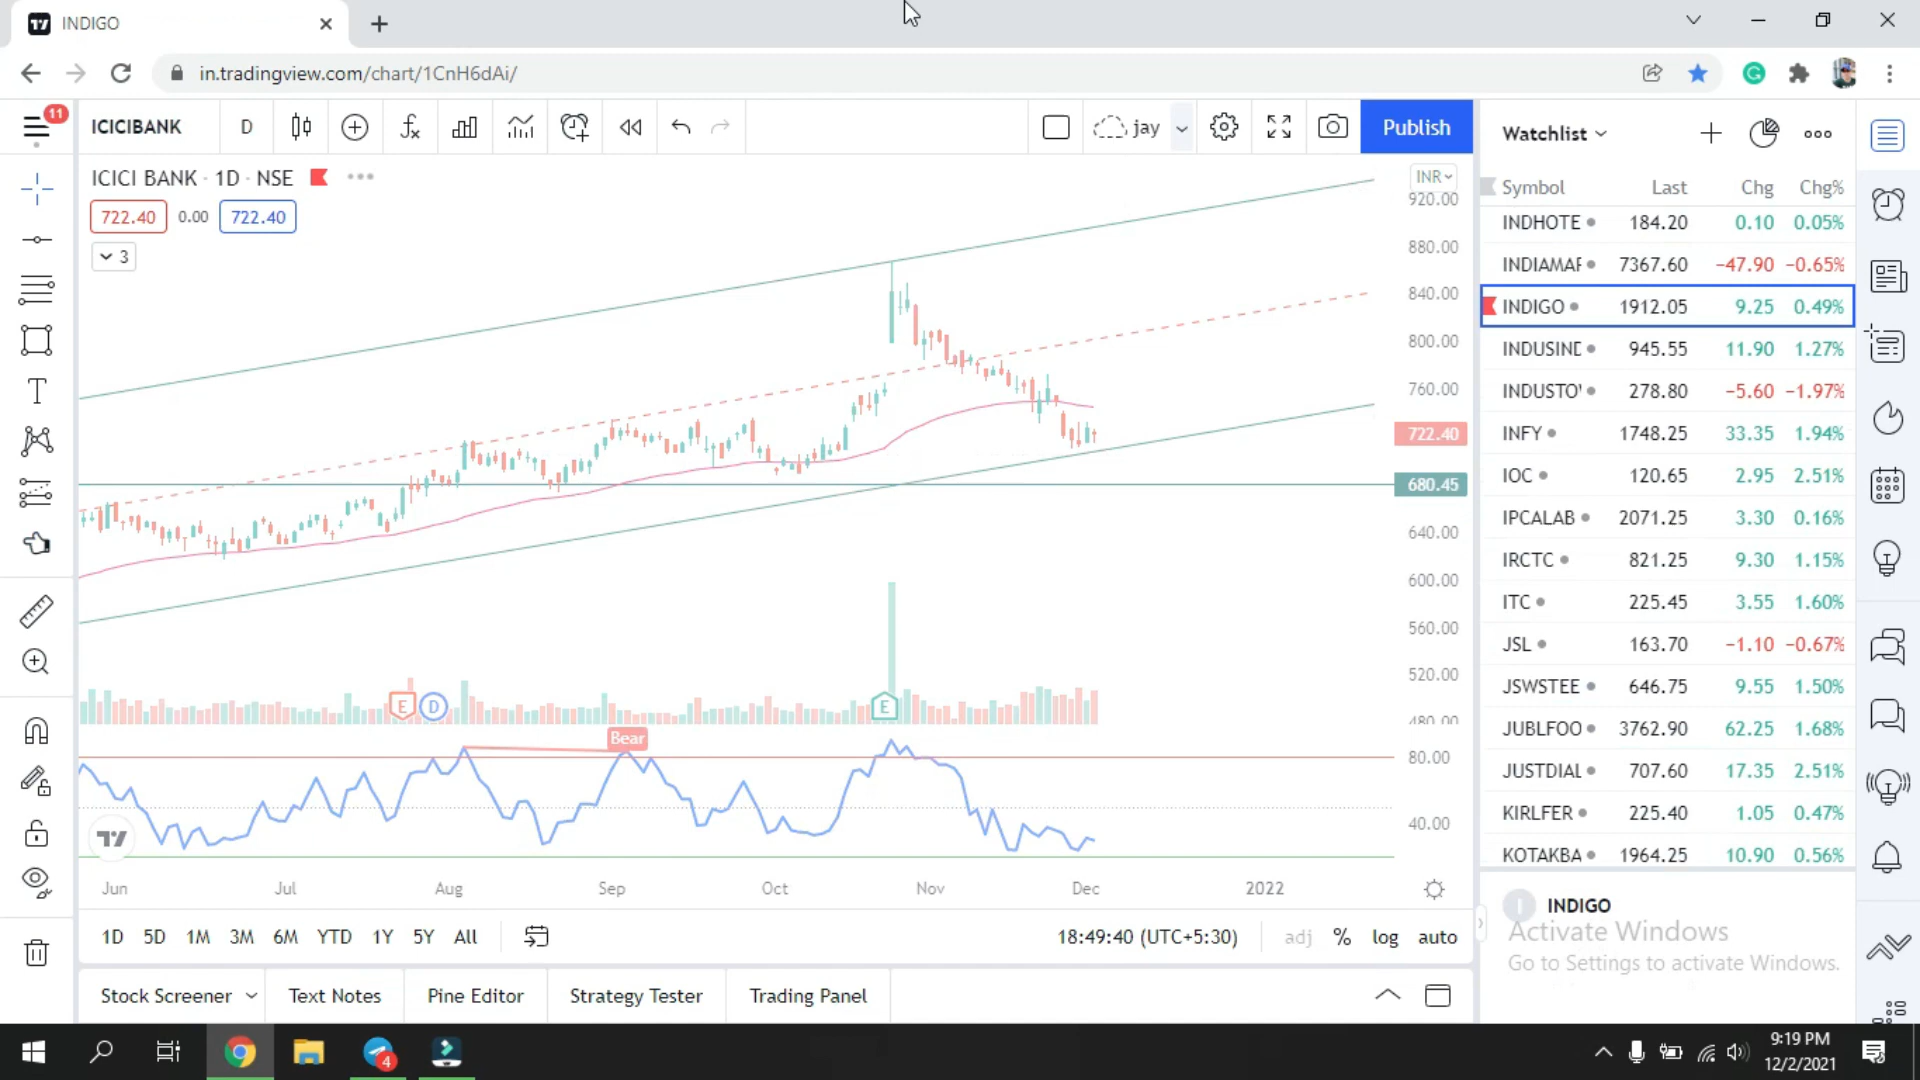 INDIGO
in.tradingview.com/chart/1CnH6dAi/
11
ICICIBANK D jay Publish
ICICI BANK · 1D · NSE
722.40 0.00 722.40
3
INR
920.00
880.00
840.00
800.00
760.00
722.40
680.45
640.00
600.00
560.00
520.00
480.00
E D E
Bear
80.00
40.00
Jun Jul Aug Sep Oct Nov Dec 2022
1D 5D 1M 3M 6M YTD 1Y 5Y All
18:49:40 (UTC+5:30) adj % log auto
Stock Screener Text Notes Pine Editor Strategy Tester Trading Panel
Watchlist
Symbol Last Chg Chg%
INDHOTE 184.20 0.10 0.05%
INDIAMAR 7367.60 −47.90 −0.65%
INDIGO 1912.05 9.25 0.49%
INDUSIND 945.55 11.90 1.27%
INDUSTO 278.80 −5.60 −1.97%
INFY 1748.25 33.35 1.94%
IOC 120.65 2.95 2.51%
IPCALAB 2071.25 3.30 0.16%
IRCTC 821.25 9.30 1.15%
ITC 225.45 3.55 1.60%
JSL 163.70 −1.10 −0.67%
JSWSTEE 646.75 9.55 1.50%
JUBLFOO 3762.90 62.25 1.68%
JUSTDIAL 707.60 17.35 2.51%
KIRLFER 225.40 1.05 0.47%
KOTAKBA 1964.25 10.90 0.56%
I INDIGO
Activate Windows
Go to Settings to activate Windows.
4
9:19 PM
12/2/2021